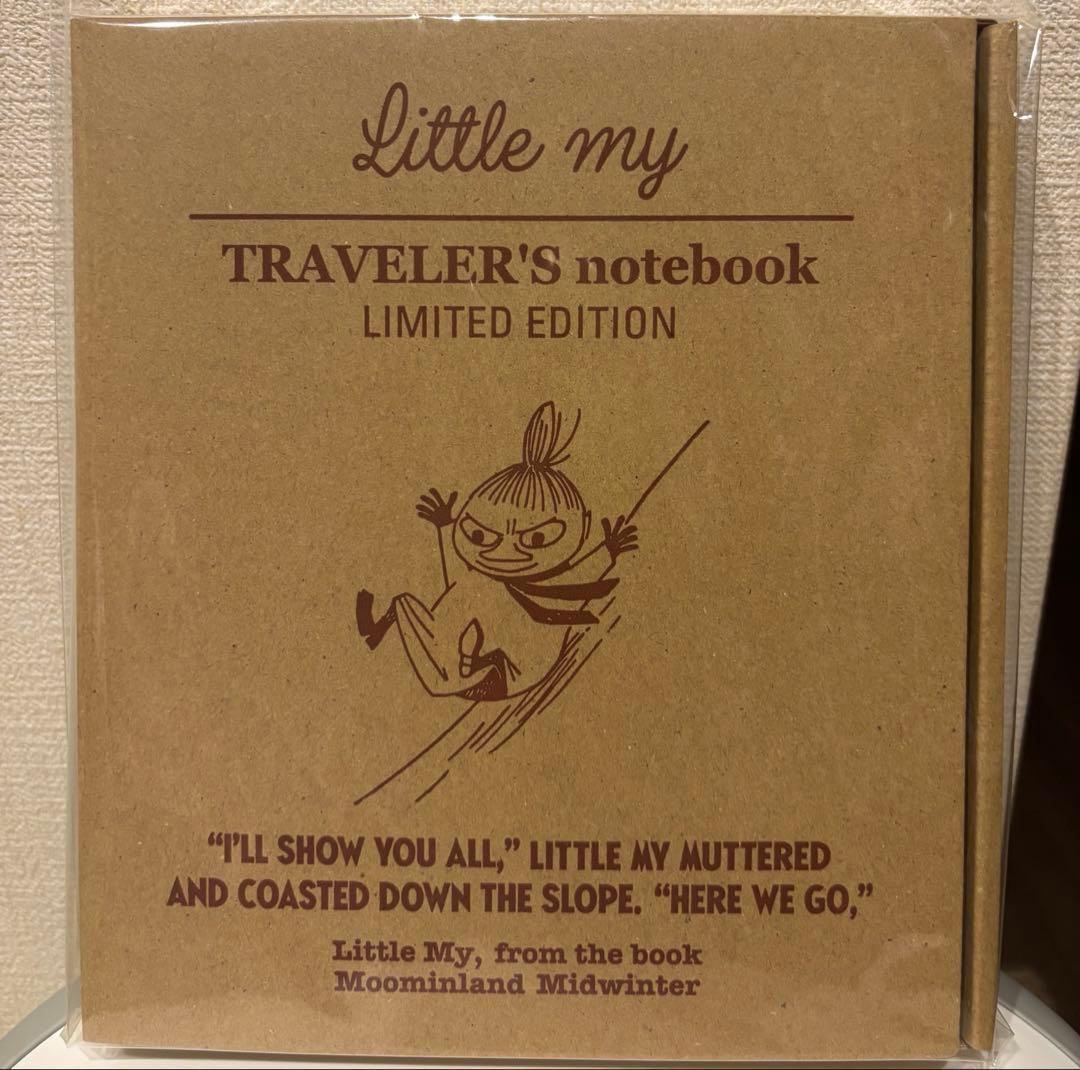 Little my
TRAVELER'S notebook
LIMITED EDITION
“I'LL SHOW YOU ALL,” LITTLE MY MUTTERED
AND COASTED DOWN THE SLOPE. “HERE WE GO,”
Little My, from the book
Moominland Midwinter